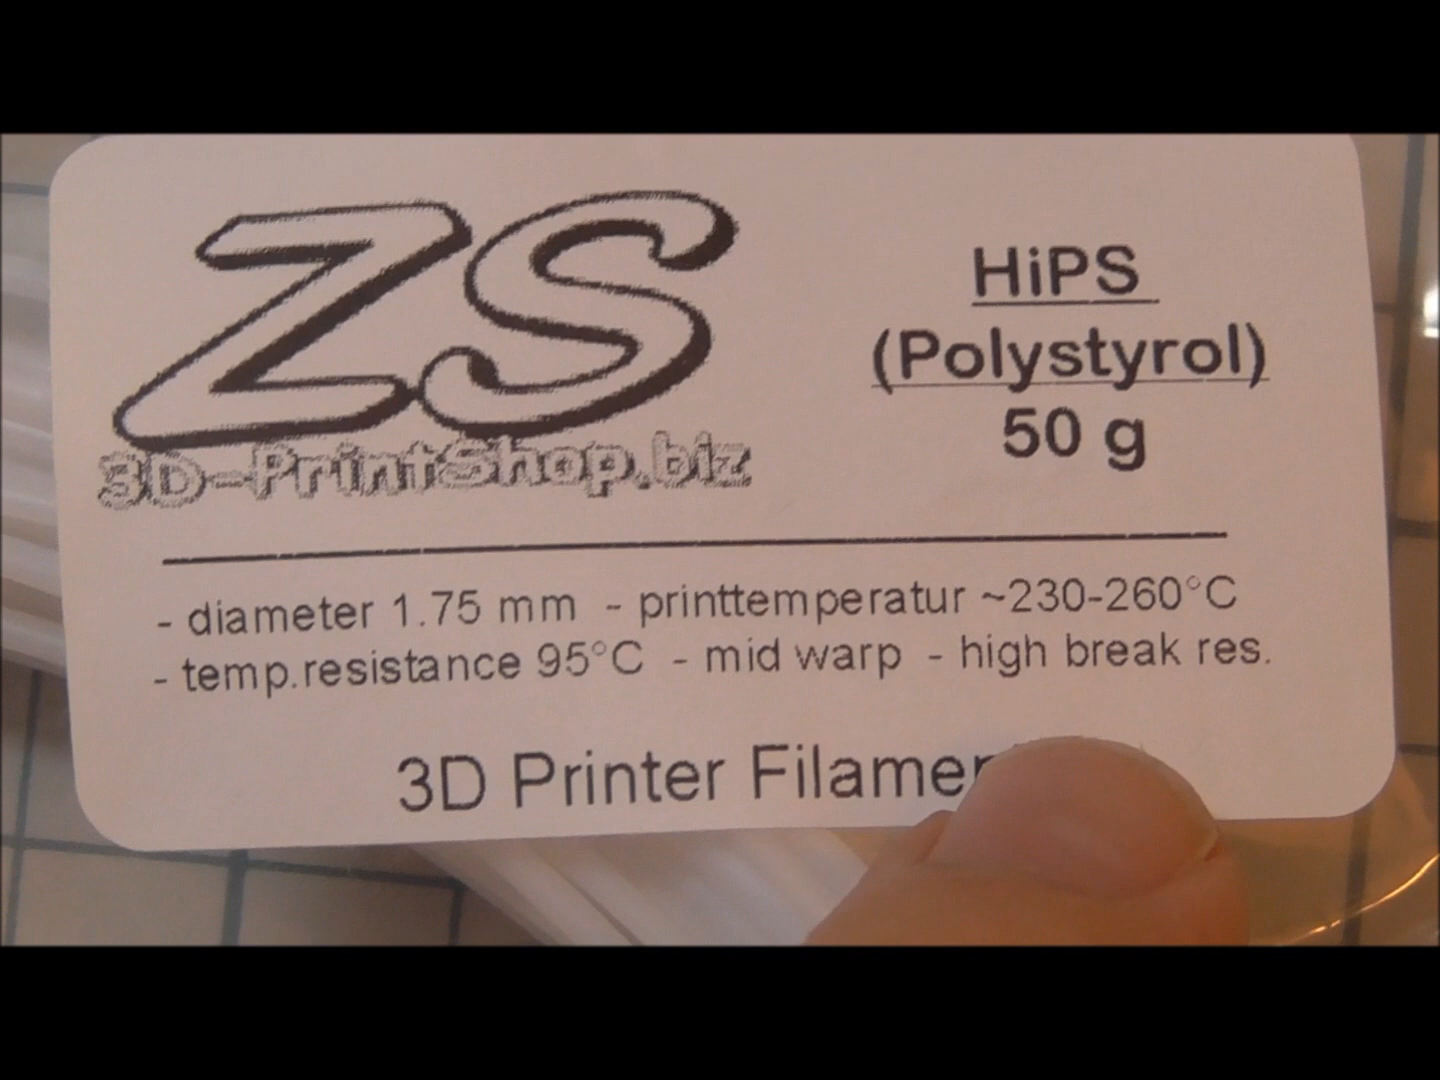 ZS
3D-PrintShop.biz
HiPS
(Polystyrol)
50 g
- diameter 1.75 mm - printtemperatur ~230-260°C
- temp.resistance 95°C - mid warp - high break res.
3D Printer Filamen